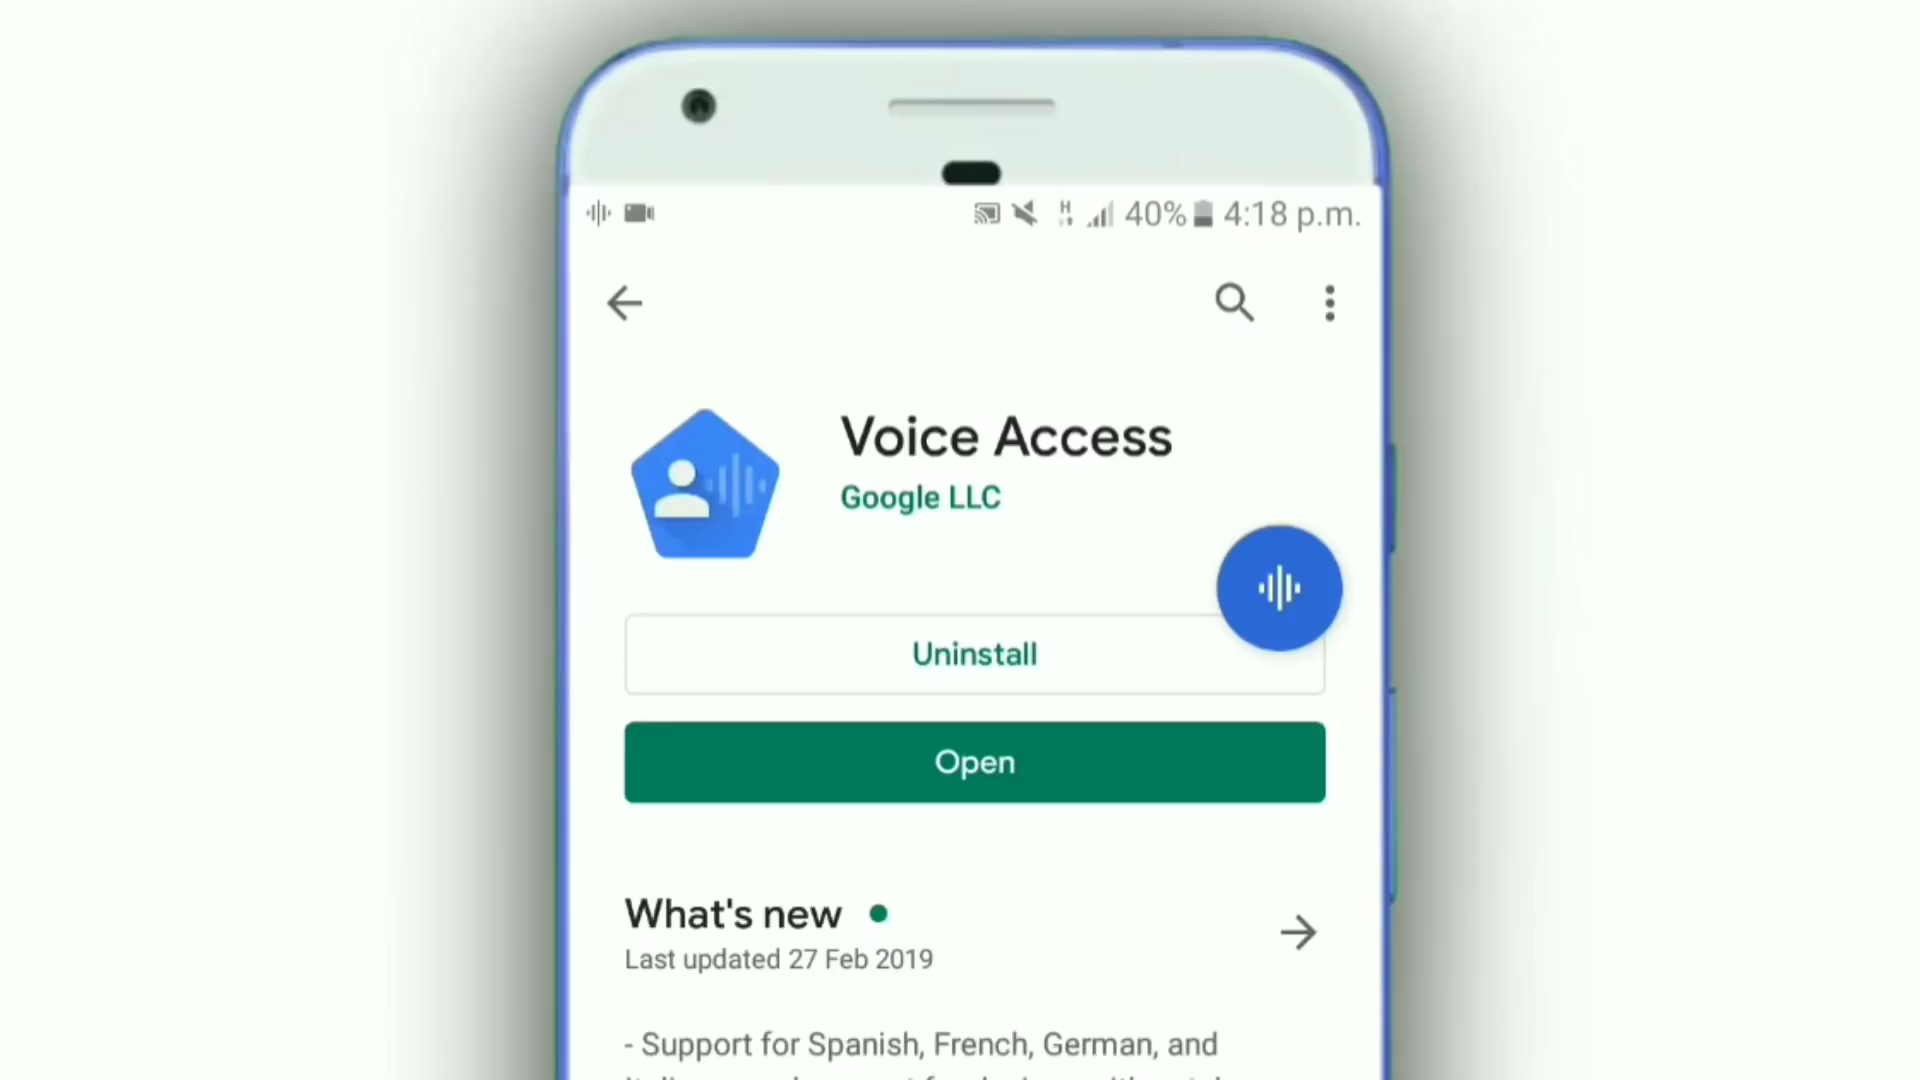 H 40% 4:18 p.m.
Voice Access
Google LLC
Uninstall
Open
What's new
Last updated 27 Feb 2019
- Support for Spanish, French, German, and